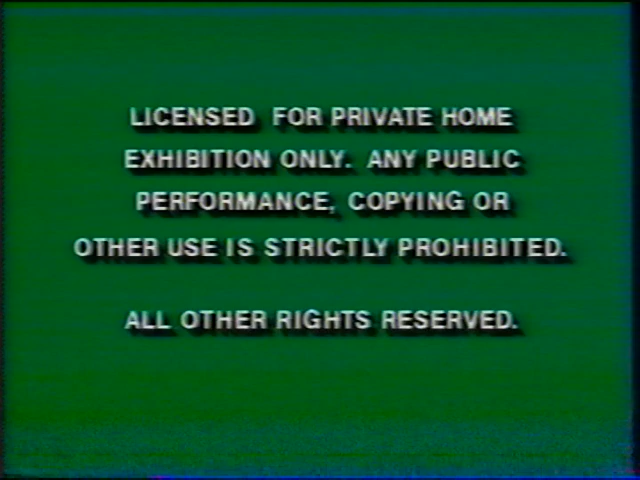 LICENSED FOR PRIVATE HOME
EXHIBITION ONLY. ANY PUBLIC
PERFORMANCE, COPYING OR
OTHER USE IS STRICTLY PROHIBITED.
ALL OTHER RIGHTS RESERVED.